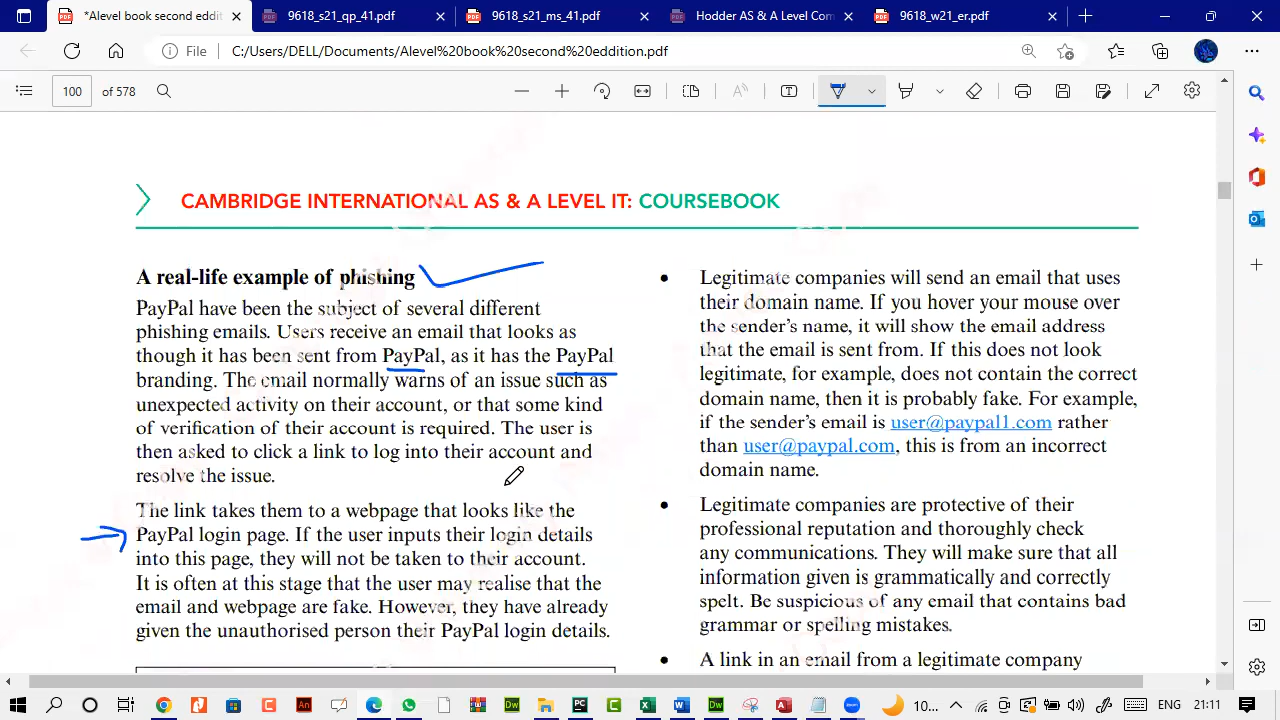 *Alevel book second eddit
9618_s21_qp_41.pdf
9618_s21_ms_41.pdf
Hodder AS & A Level Com
9618_w21_er.pdf
File
C:/Users/DELL/Documents/Alevel%20book%20second%20eddition.pdf
100 of 578
CAMBRIDGE INTERNATIONAL AS & A LEVEL IT: COURSEBOOK
A real-life example of phishing
PayPal have been the subject of several different
phishing emails. Users receive an email that looks as
though it has been sent from PayPal, as it has the PayPal
branding. The email normally warns of an issue such as
unexpected activity on their account, or that some kind
of verification of their account is required. The user is
then asked to click a link to log into their account and
resolve the issue.
The link takes them to a webpage that looks like the
PayPal login page. If the user inputs their login details
into this page, they will not be taken to their account.
It is often at this stage that the user may realise that the
email and webpage are fake. However, they have already
given the unauthorised person their PayPal login details.
• Legitimate companies will send an email that uses
their domain name. If you hover your mouse over
the sender's name, it will show the email address
that the email is sent from. If this does not look
legitimate, for example, does not contain the correct
domain name, then it is probably fake. For example,
if the sender's email is user@paypal1.com rather
than user@paypal.com, this is from an incorrect
domain name.
• Legitimate companies are protective of their
professional reputation and thoroughly check
any communications. They will make sure that all
information given is grammatically and correctly
spelt. Be suspicious of any email that contains bad
grammar or spelling mistakes.
• A link in an email from a legitimate company
10...
ENG
21:11